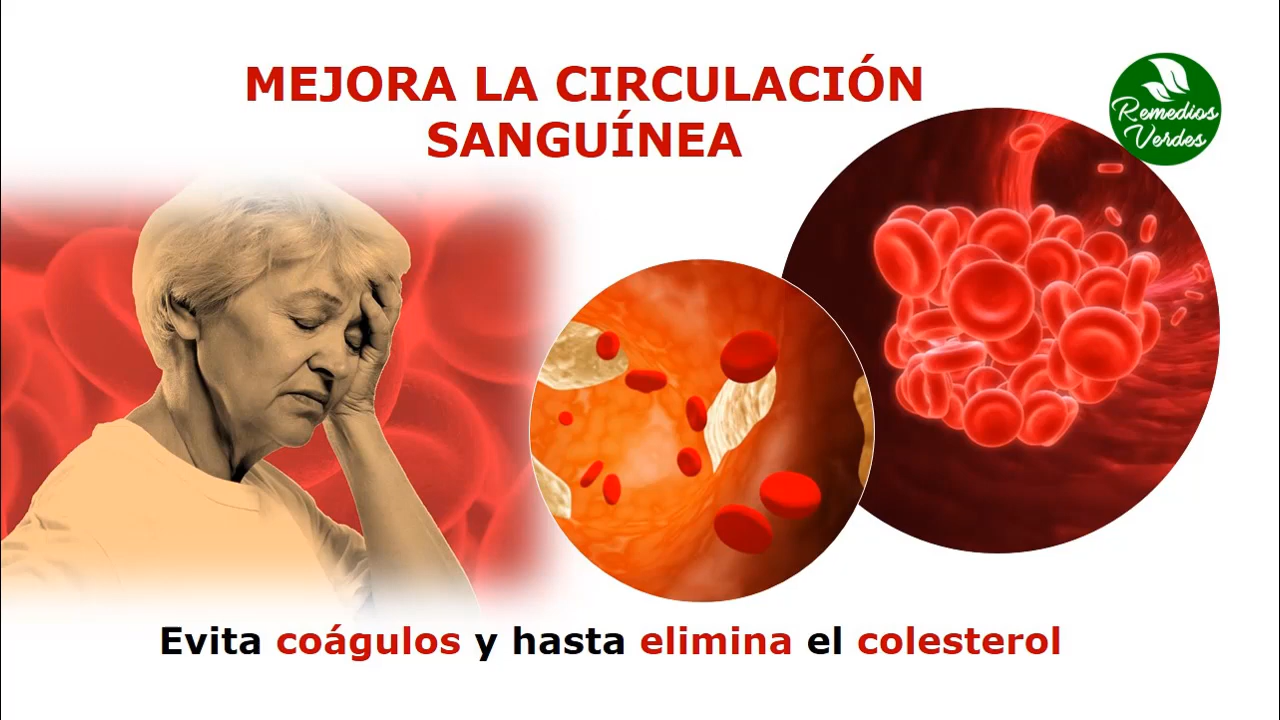 MEJORA LA CIRCULACIÓN
SANGUÍNEA
Remedios
Verdes
Evita coágulos y hasta elimina el colesterol